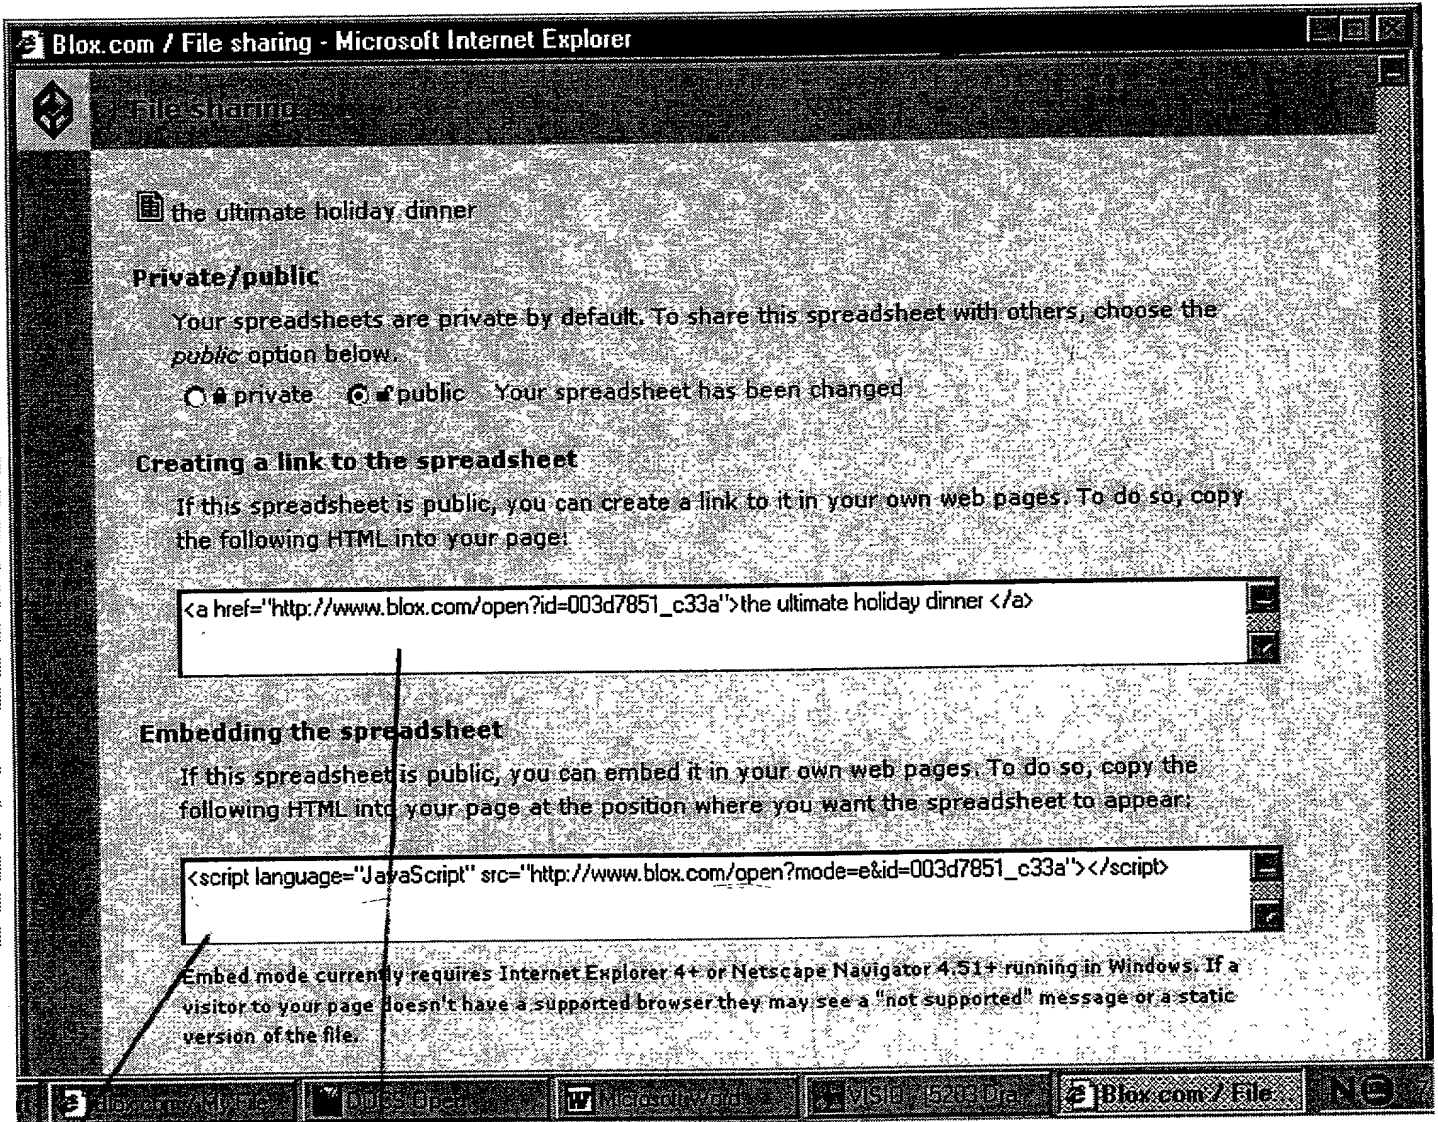 Blox.com / File sharing - Microsoft Internet Explorer
File sharing
the ultimate holiday dinner
Private/public
Your spreadsheets are private by default. To share this spreadsheet with others, choose the
public option below.
private public Your spreadsheet has been changed
Creating a link to the spreadsheet
If this spreadsheet is public, you can create a link to it in your own web pages. To do so, copy
the following HTML into your page:
<a href="http://www.blox.com/open?id=003d7851_c33a">the ultimate holiday dinner </a>
Embedding the spreadsheet
If this spreadsheet is public, you can embed it in your own web pages. To do so, copy the
following HTML into your page at the position where you want the spreadsheet to appear:
<script language="JavaScript" src="http://www.blox.com/open?mode=e&id=003d7851_c33a"></script>
Embed mode currently requires Internet Explorer 4+ or Netscape Navigator 4.51+ running in Windows. If a
visitor to your page doesn't have a supported browser they may see a "not supported" message or a static
version of the file.
Microsoft Word Blox.com / File...